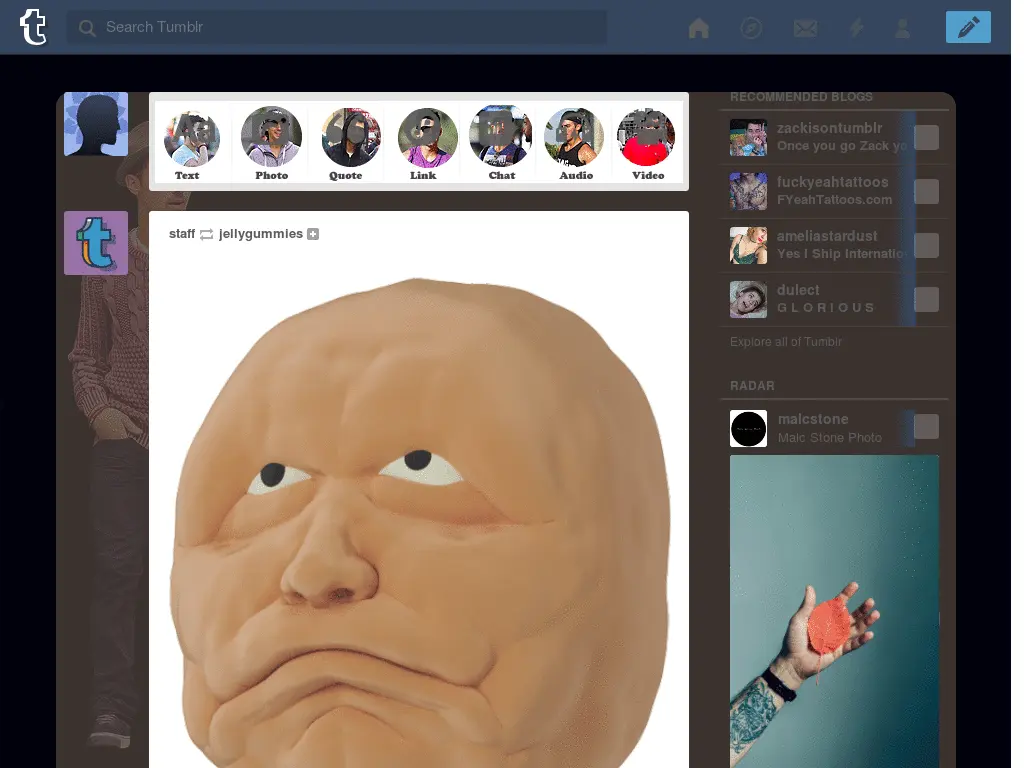 t Search Tumblr
Text Photo Quote Link Chat Audio Video
staff jellygummies
t
RECOMMENDED BLOGS
zackisontumblr
Once you go Zack yo
fuckyeahtattoos
FYeahTattoos.com
ameliastardust
Yes I Ship Internatio
dulect
G L O R I O U S
Explore all of Tumblr
RADAR
malcstone
Malc Stone Photo